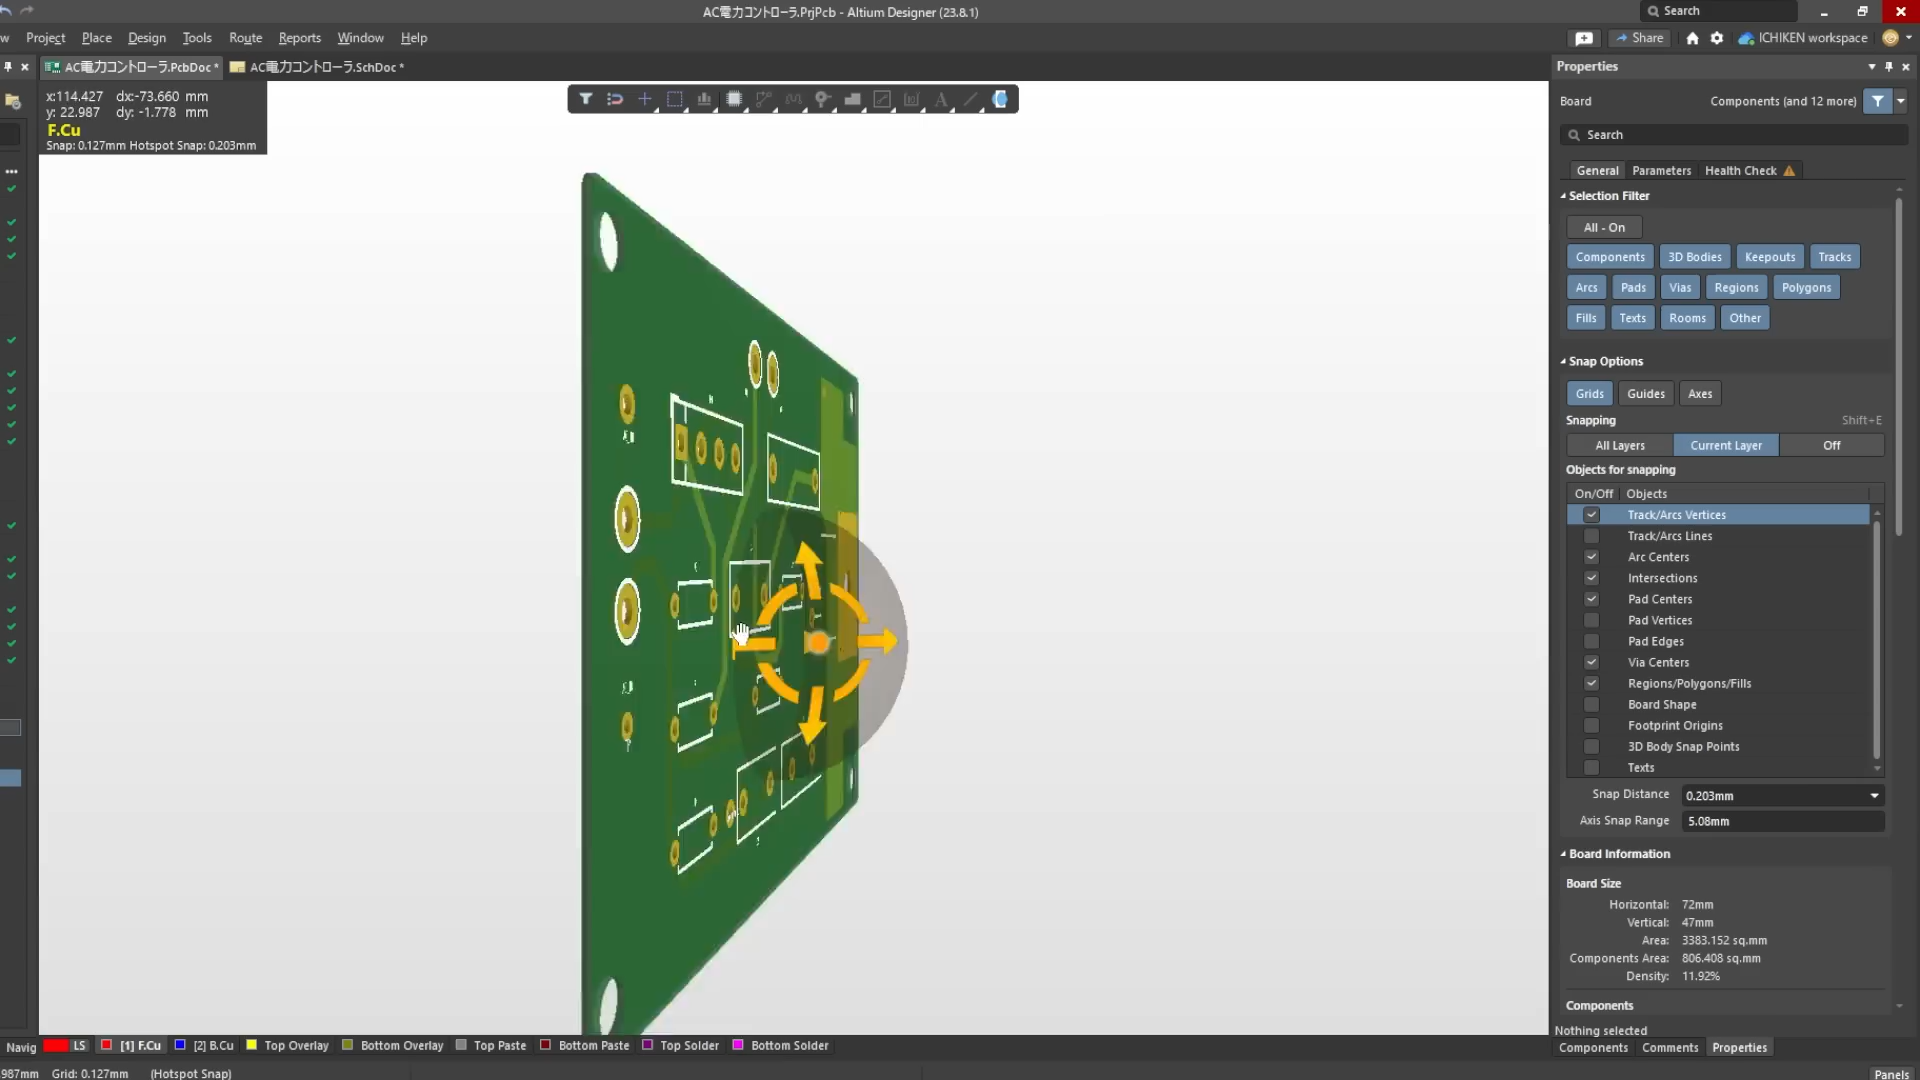 AC電力コントローラ.PrjPcb - Altium Designer (23.8.1)
Search
w Project Place Design Tools Route Reports Window Help
Share
ICHIKEN workspace
AC電力コントローラ.PcbDoc *
AC電力コントローラ.SchDoc *
x:114.427 dx:-73.660 mm
y: 22.987 dy: -1.778 mm
F.Cu
Snap: 0.127mm Hotspot Snap: 0.203mm
Properties
Board
Components (and 12 more)
Search
General Parameters Health Check
Selection Filter
All - On
Components 3D Bodies Keepouts Tracks
Arcs Pads Vias Regions Polygons
Fills Texts Rooms Other
Snap Options
Grids Guides Axes
Snapping Shift+E
All Layers Current Layer Off
Objects for snapping
On/Off Objects
Track/Arcs Vertices
Track/Arcs Lines
Arc Centers
Intersections
Pad Centers
Pad Vertices
Pad Edges
Via Centers
Regions/Polygons/Fills
Board Shape
Footprint Origins
3D Body Snap Points
Texts
Snap Distance 0.203mm
Axis Snap Range 5.08mm
Board Information
Board Size
Horizontal: 72mm
Vertical: 47mm
Area: 3383.152 sq.mm
Components Area: 806.408 sq.mm
Density: 11.92%
Components
Nothing selected
Components Comments Properties
Navig LS [1] F.Cu [2] B.Cu Top Overlay Bottom Overlay Top Paste Bottom Paste Top Solder Bottom Solder
987mm Grid: 0.127mm (Hotspot Snap)
Panels